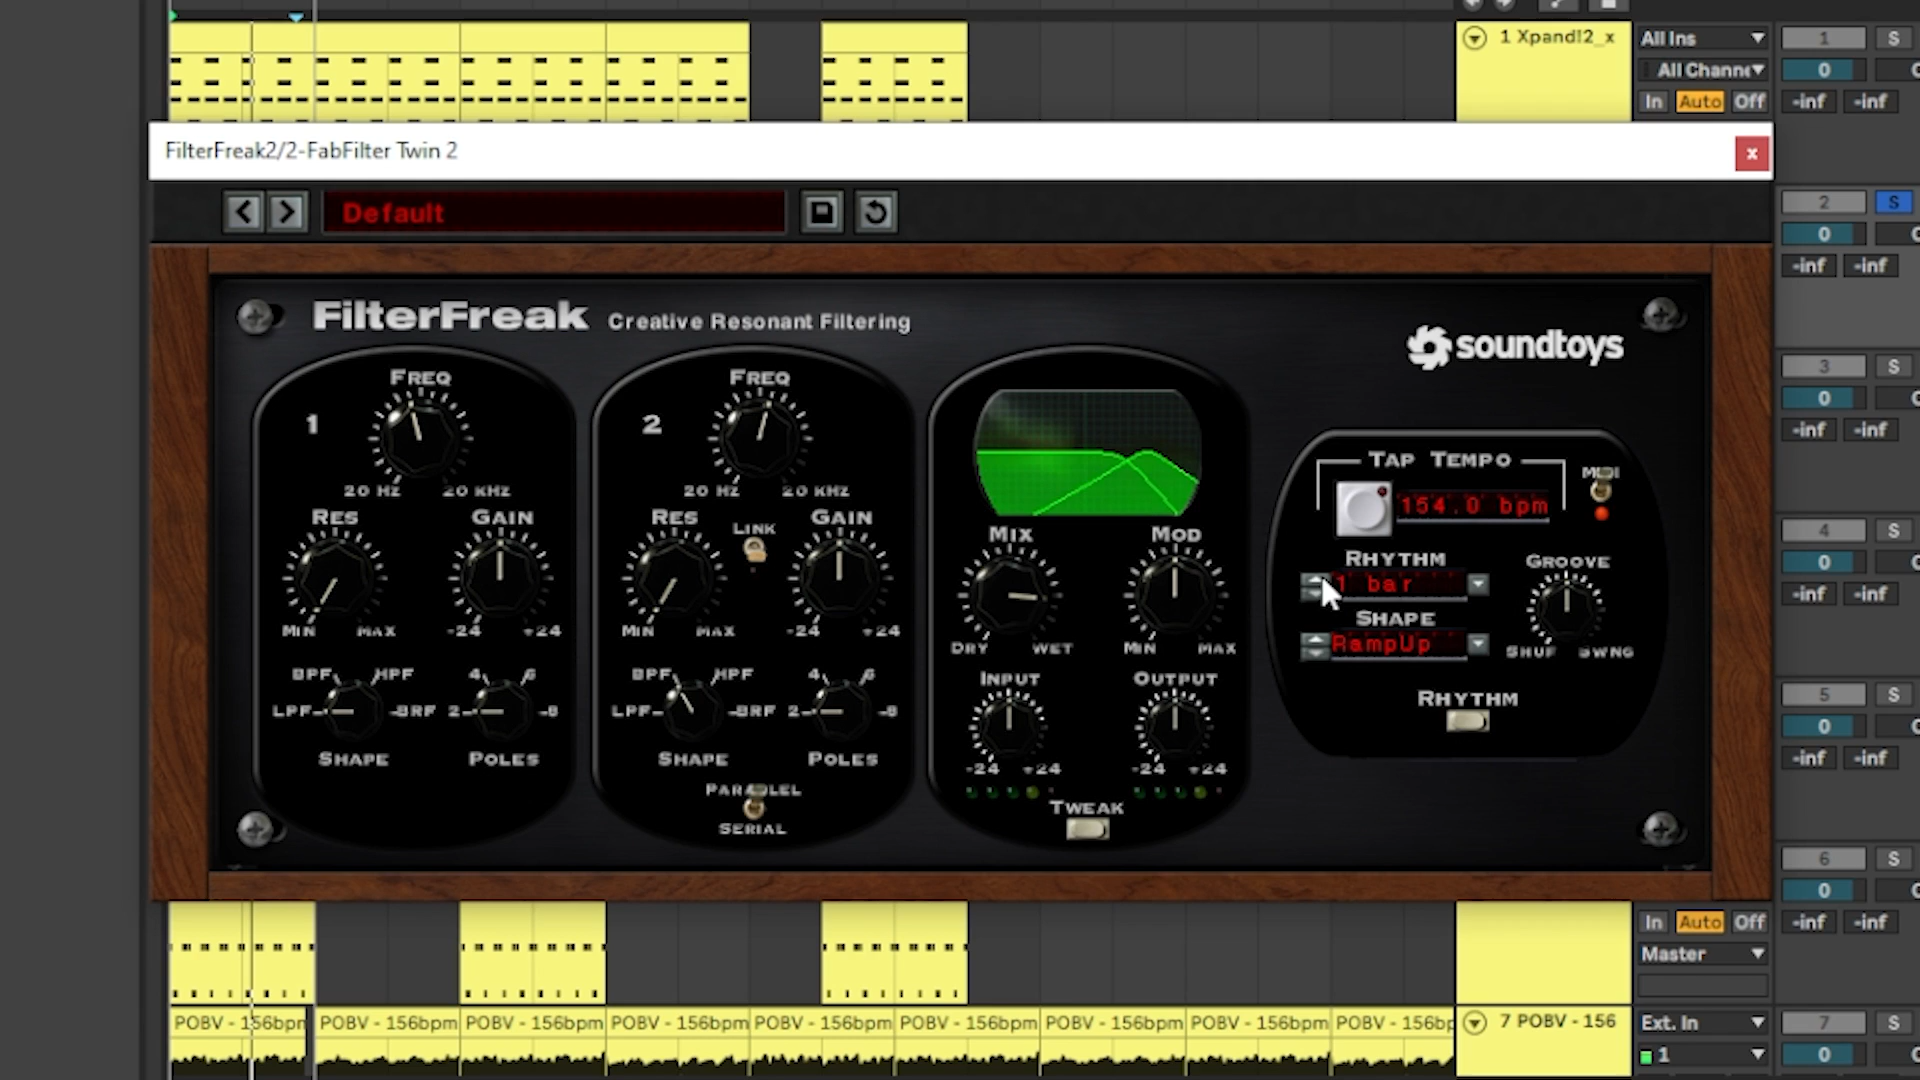 1 Xpand!2_x
All Ins
1
S
All Channe
0
C
In Auto Off
-inf -inf
FilterFreak2/2-FabFilter Twin 2
x
Default
2
S
0
C
-inf -inf
FilterFreak Creative Resonant Filtering
soundtoys
3
S
0
C
-inf -inf
1
FREQ
20 HZ 20 KHZ
RES GAIN
MIN MAX -24 +24
BPF HPF 4 6
LPF BRF 2 8
SHAPE POLES
2
FREQ
20 HZ 20 KHZ
RES LINK GAIN
MIN MAX -24 +24
BPF HPF 4 6
LPF BRF 2 8
SHAPE POLES
PARALLEL
SERIAL
MIX MOD
DRY WET MIN MAX
INPUT OUTPUT
-24 +24 -24 +24
TWEAK
TAP TEMPO MIDI
154.0 bpm
RHYTHM GROOVE
1 bar
SHAPE
RampUp SHUF SWNG
RHYTHM
4
S
0
C
-inf -inf
5
S
0
C
-inf -inf
6
S
0
C
In Auto Off
-inf -inf
Master
POBV - 156bpm POBV - 156bpm POBV - 156bpm POBV - 156bpm POBV - 156bpm POBV - 156bpm POBV - 156bpm POBV - 156bpm POBV - 156bp
7 POBV - 156
Ext. In
7
S
1
0
C